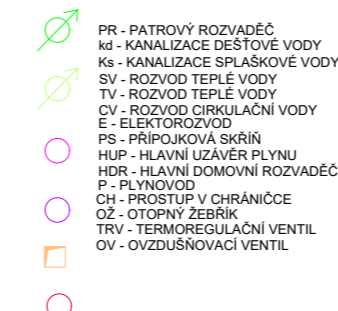 PR - PATROVÝ ROZVADĚČ
kd - KANALIZACE DEŠŤOVÉ VODY
Ks - KANALIZACE SPLAŠKOVÉ VODY
SV - ROZVOD TEPLÉ VODY
TV - ROZVOD TEPLÉ VODY
CV - ROZVOD CIRKULAČNÍ VODY
E - ELEKTOROZVOD
PS - PŘÍPOJKOVÁ SKŘÍŇ
HUP - HLAVNÍ UZÁVĚR PLYNU
HDR - HLAVNÍ DOMOVNÍ ROZVADĚČ
P - PLYNOVOD
CH - PROSTUP V CHRÁNIČCE
OŽ - OTOPNÝ ŽEBŘÍK
TRV - TERMOREGULAČNÍ VENTIL
OV - OVZDUŠŇOVACÍ VENTIL